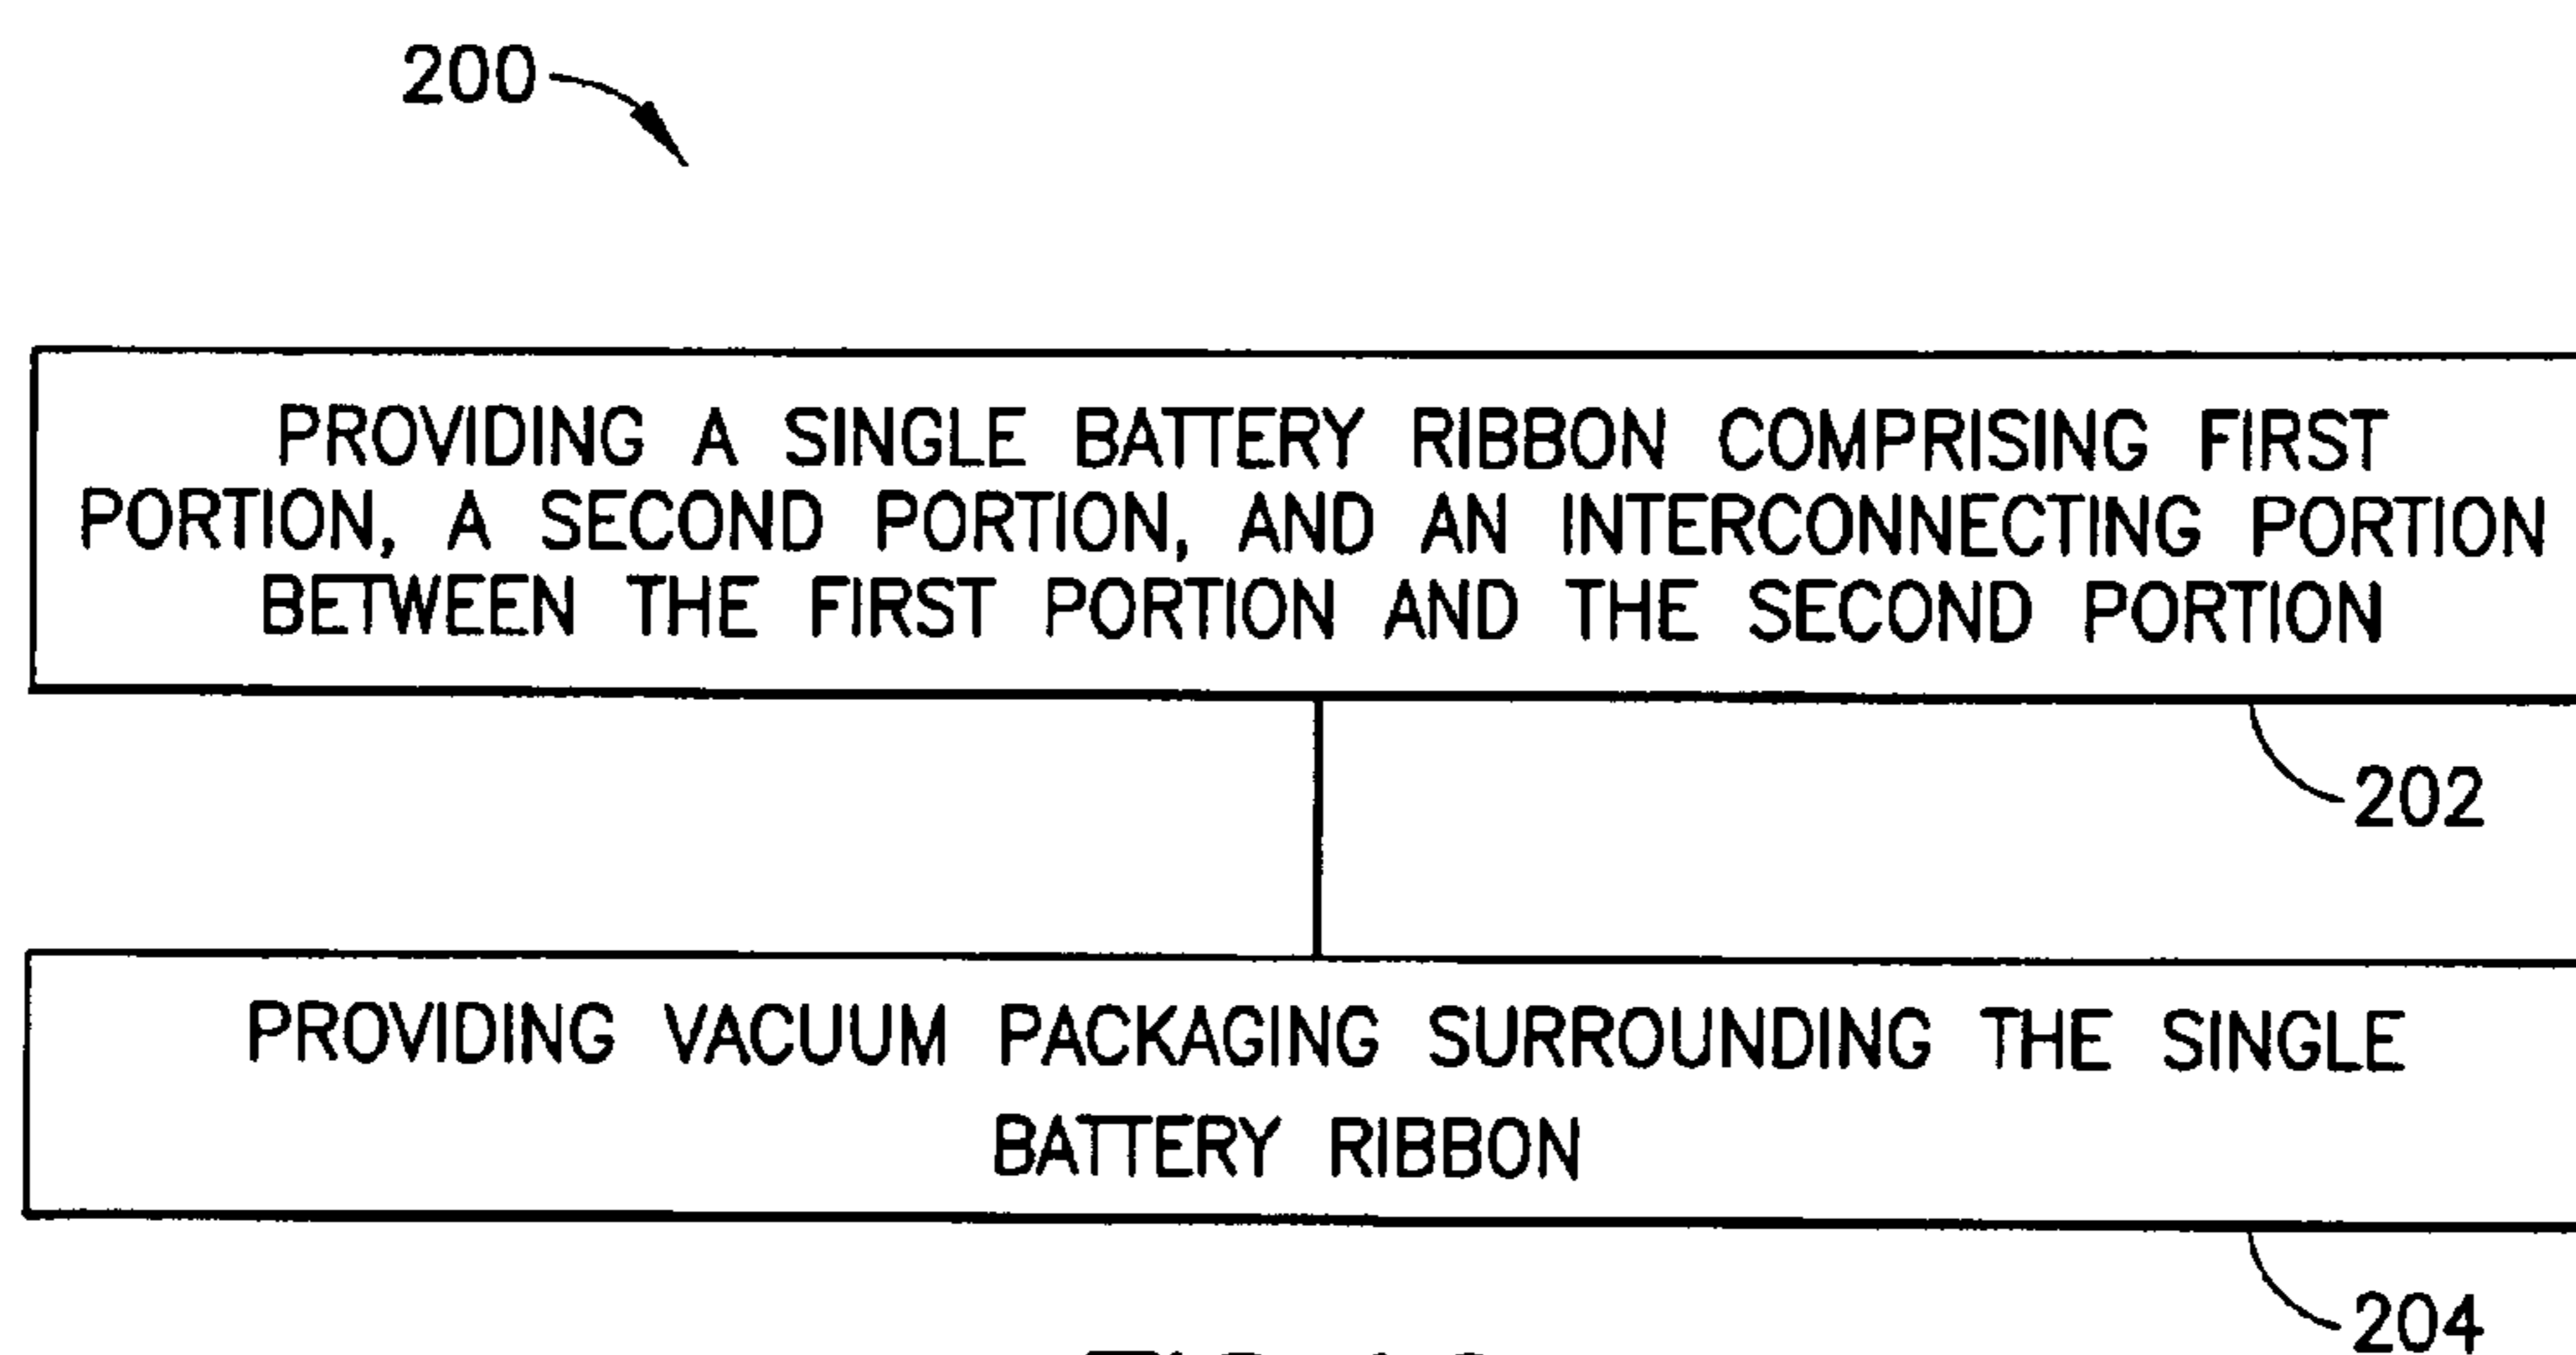 200
PROVIDING A SINGLE BATTERY RIBBON COMPRISING FIRST
PORTION, A SECOND PORTION, AND AN INTERCONNECTING PORTION
BETWEEN THE FIRST PORTION AND THE SECOND PORTION
202
PROVIDING VACUUM PACKAGING SURROUNDING THE SINGLE
BATTERY RIBBON
204